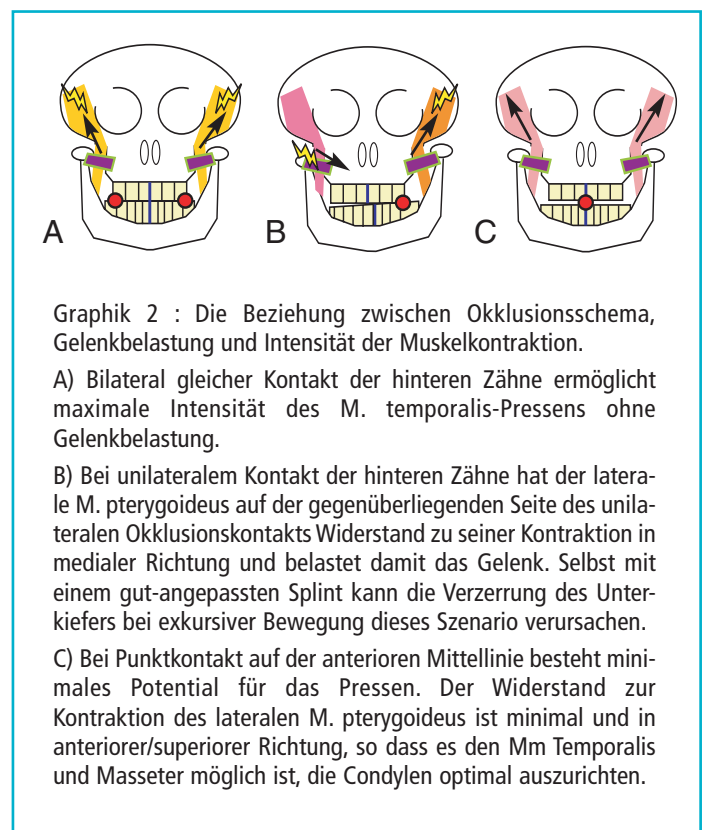 A B C
Graphik 2 : Die Beziehung zwischen Okklusionsschema,
Gelenkbelastung und Intensität der Muskelkontraktion.
A) Bilateral gleicher Kontakt der hinteren Zähne ermöglicht
maximale Intensität des M. temporalis-Pressens ohne
Gelenkbelastung.
B) Bei unilateralem Kontakt der hinteren Zähne hat der latera-
le M. pterygoideus auf der gegenüberliegenden Seite des unila-
teralen Okklusionskontakts Widerstand zu seiner Kontraktion in
medialer Richtung und belastet damit das Gelenk. Selbst mit
einem gut-angepassten Splint kann die Verzerrung des Unter-
kiefers bei exkursiver Bewegung dieses Szenario verursachen.
C) Bei Punktkontakt auf der anterioren Mittellinie besteht mini-
males Potential für das Pressen. Der Widerstand zur
Kontraktion des lateralen M. pterygoideus ist minimal und in
anteriorer/superiorer Richtung, so dass es den Mm Temporalis
und Masseter möglich ist, die Condylen optimal auszurichten.